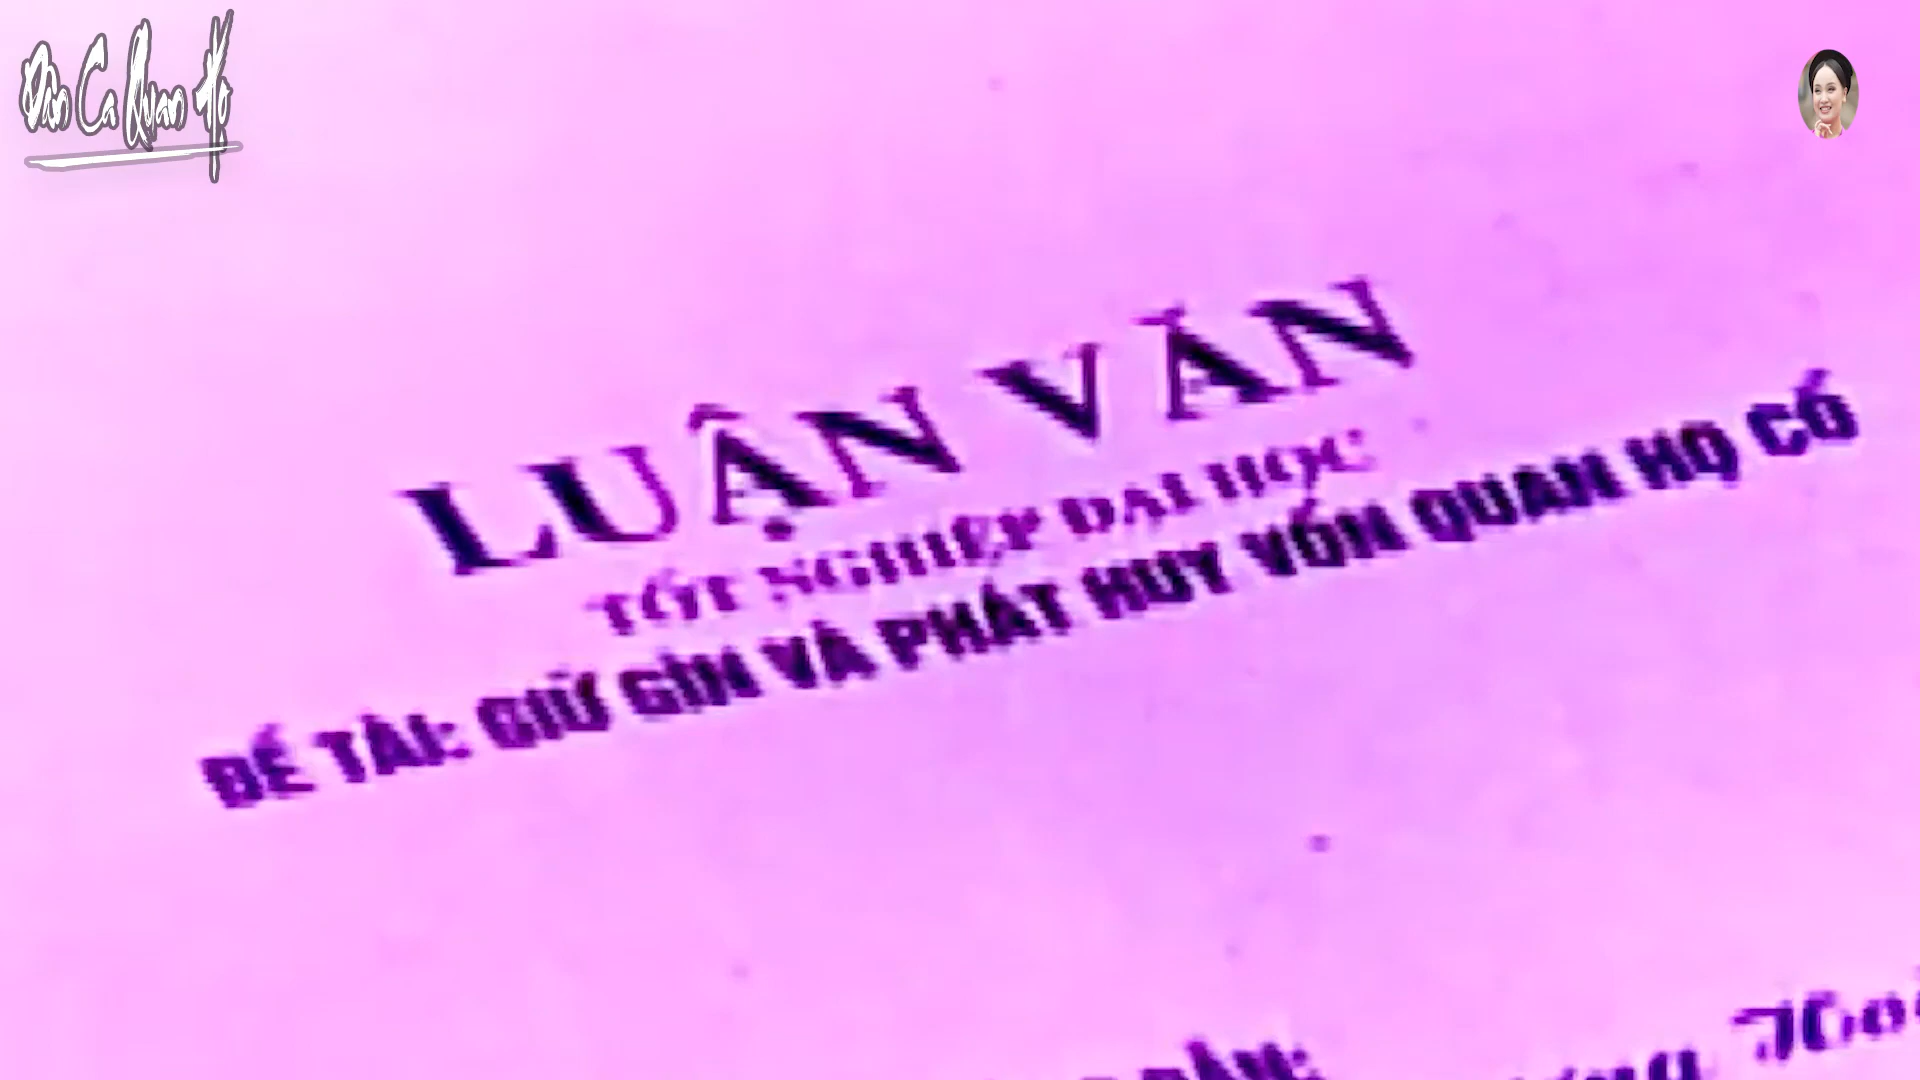 Dân Ca Quan Họ
LUẬN VĂN
TỐT NGHIỆP ĐẠI HỌC
ĐỀ TÀI: GIỮ GÌN VÀ PHÁT HUY VỐN QUAN HỌ CỔ
DẪN: